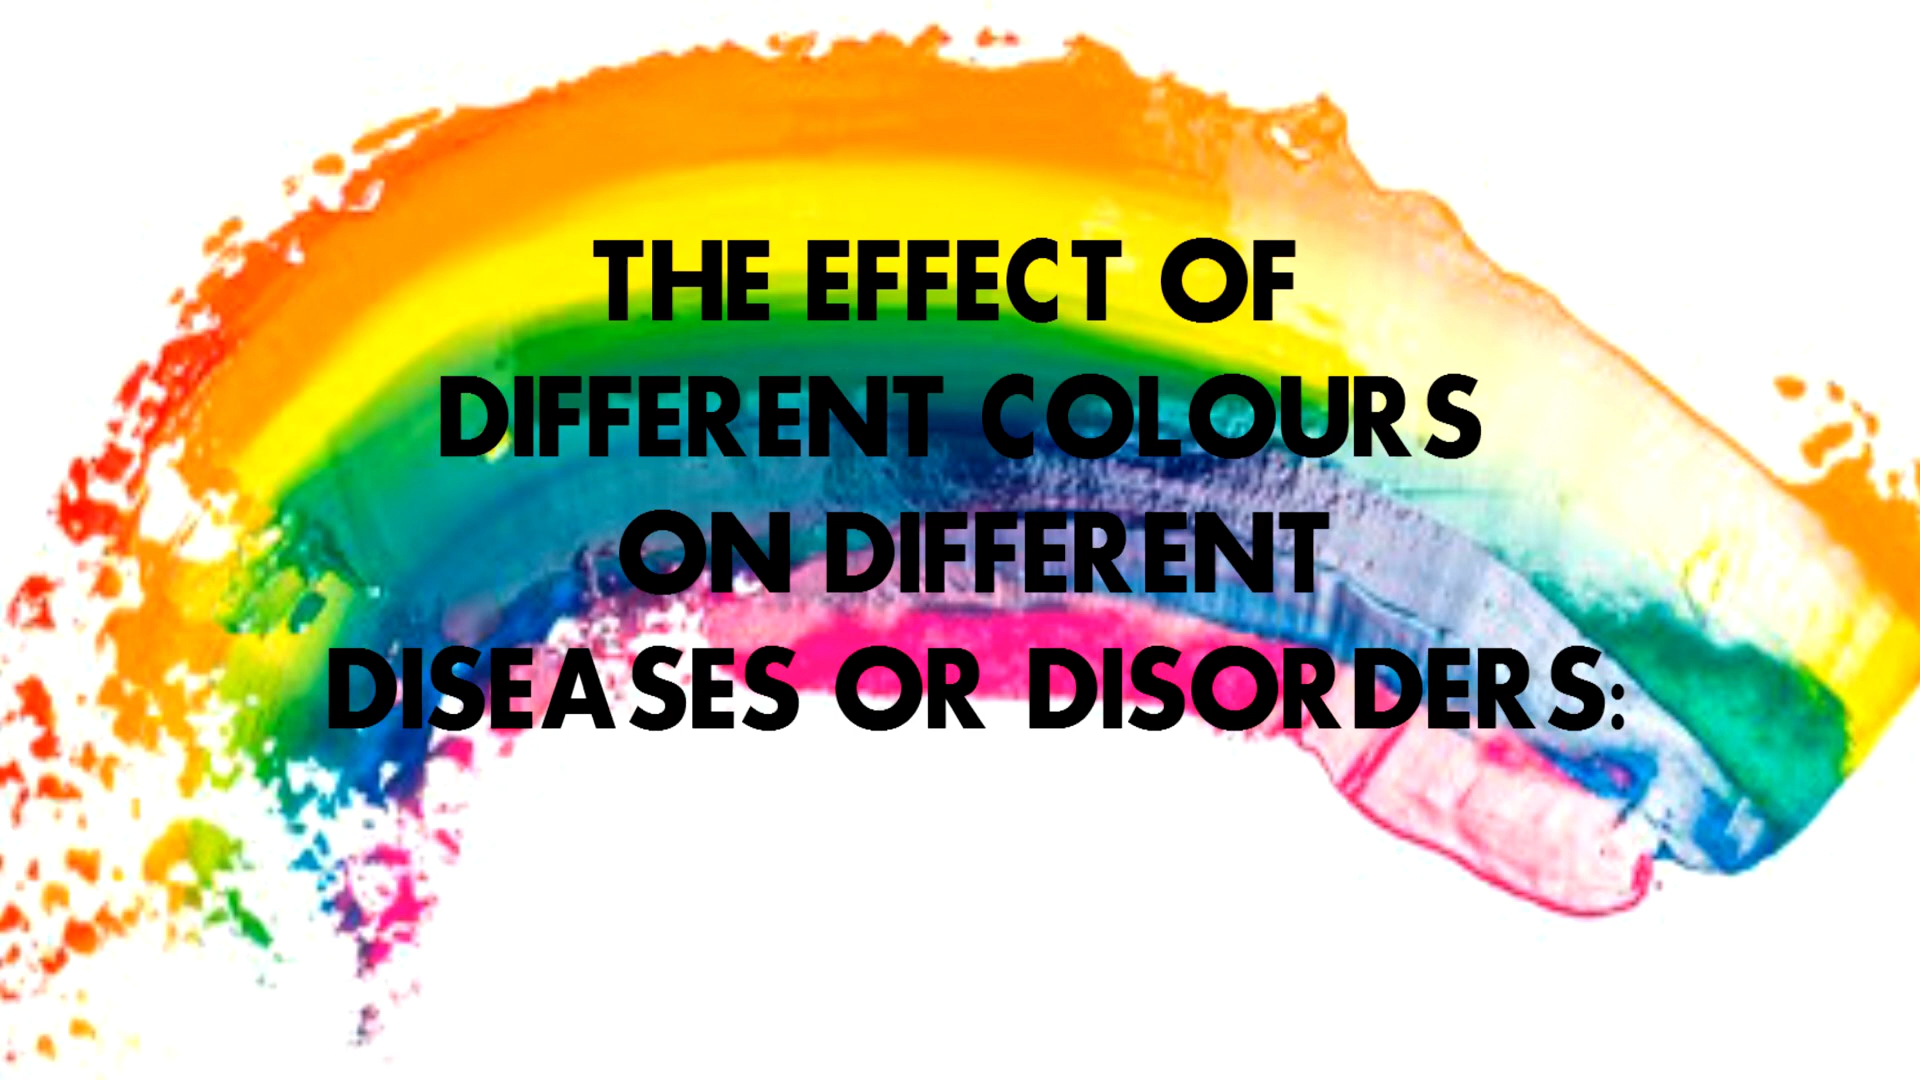 THE EFFECT OF
DIFFERENT COLOURS
ON DIFFERENT
DISEASES OR DISORDERS: